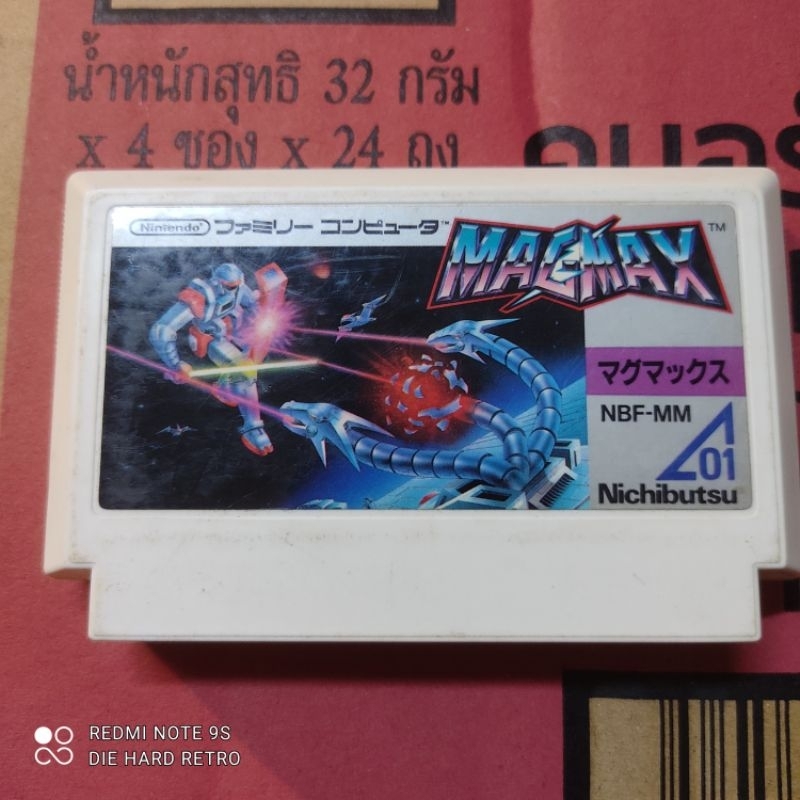 น้ำหนักสุทธิ 32 กรัม
x 4 ซอง x 24 ถุง
Nintendo
ファミリー コンピュータ
MAGMAX TM
マグマックス
NBF-MM
01
Nichibutsu
REDMI NOTE 9S
DIE HARD RETRO